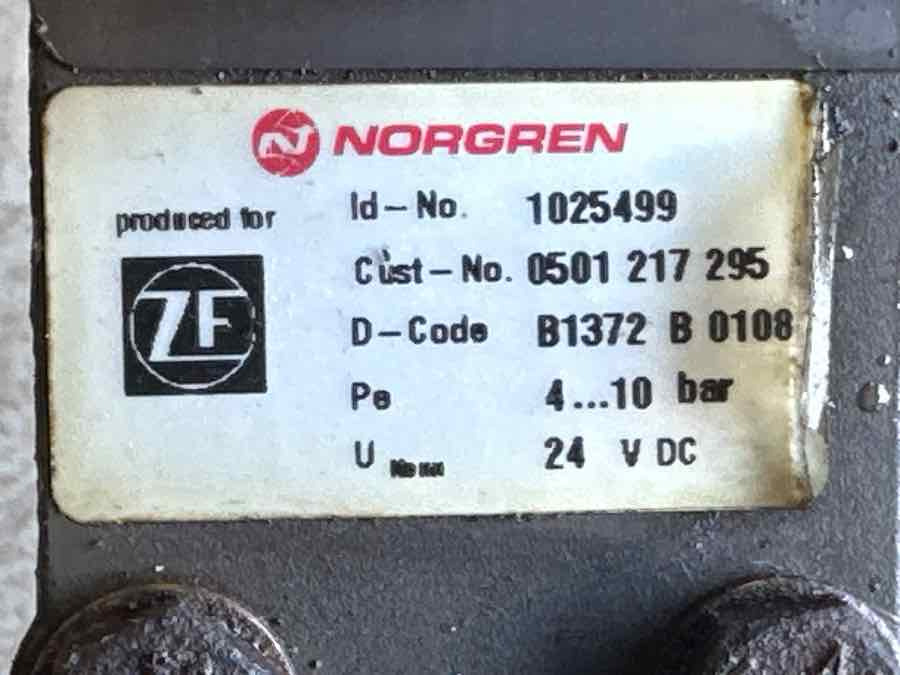 NORGREN
produced for
ZF
Id-No. 1025499
Cust-No. 0501 217 295
D-Code B1372 B 0108
Pe 4...10 bar
U 24 V DC